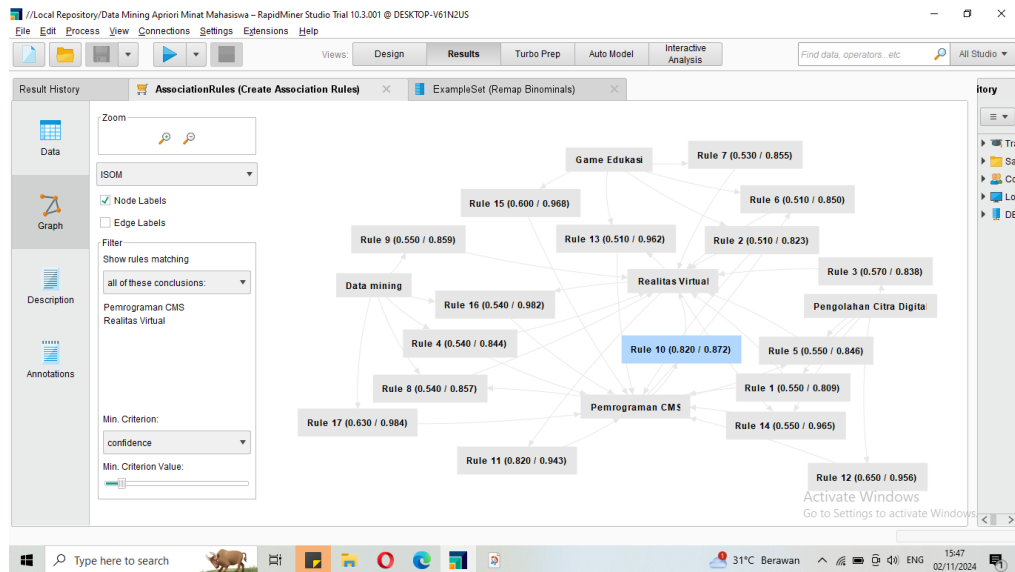 //Local Repository/Data Mining Apriori Minat Mahasiswa – RapidMiner Studio Trial 10.3.001 @ DESKTOP-V61N2US
File Edit Process View Connections Settings Extensions Help
Views: Design Results Turbo Prep Auto Model Interactive Analysis
Find data, operators...etc All Studio
Result History
AssociationRules (Create Association Rules)
ExampleSet (Remap Binominals)
itory
Data
Graph
Description
Annotations
Zoom
ISOM
Node Labels
Edge Labels
Filter
Show rules matching
all of these conclusions:
Pemrograman CMS
Realitas Virtual
Min. Criterion:
confidence
Min. Criterion Value:
Game Edukasi
Rule 7 (0.530 / 0.855)
Rule 15 (0.600 / 0.968)
Rule 6 (0.510 / 0.850)
Rule 9 (0.550 / 0.859)
Rule 13 (0.510 / 0.962)
Rule 2 (0.510 / 0.823)
Rule 3 (0.570 / 0.838)
Data mining
Realitas Virtual
Rule 16 (0.540 / 0.982)
Pengolahan Citra Digital
Rule 4 (0.540 / 0.844)
Rule 10 (0.820 / 0.872)
Rule 5 (0.550 / 0.846)
Rule 8 (0.540 / 0.857)
Rule 1 (0.550 / 0.809)
Pemrograman CMS
Rule 17 (0.630 / 0.984)
Rule 14 (0.550 / 0.965)
Rule 11 (0.820 / 0.943)
Rule 12 (0.650 / 0.956)
Activate Windows
Go to Settings to activate Windows.
Tra
Sa
Co
Lo
DE
Type here to search
31°C Berawan
ENG
15:47
02/11/2024